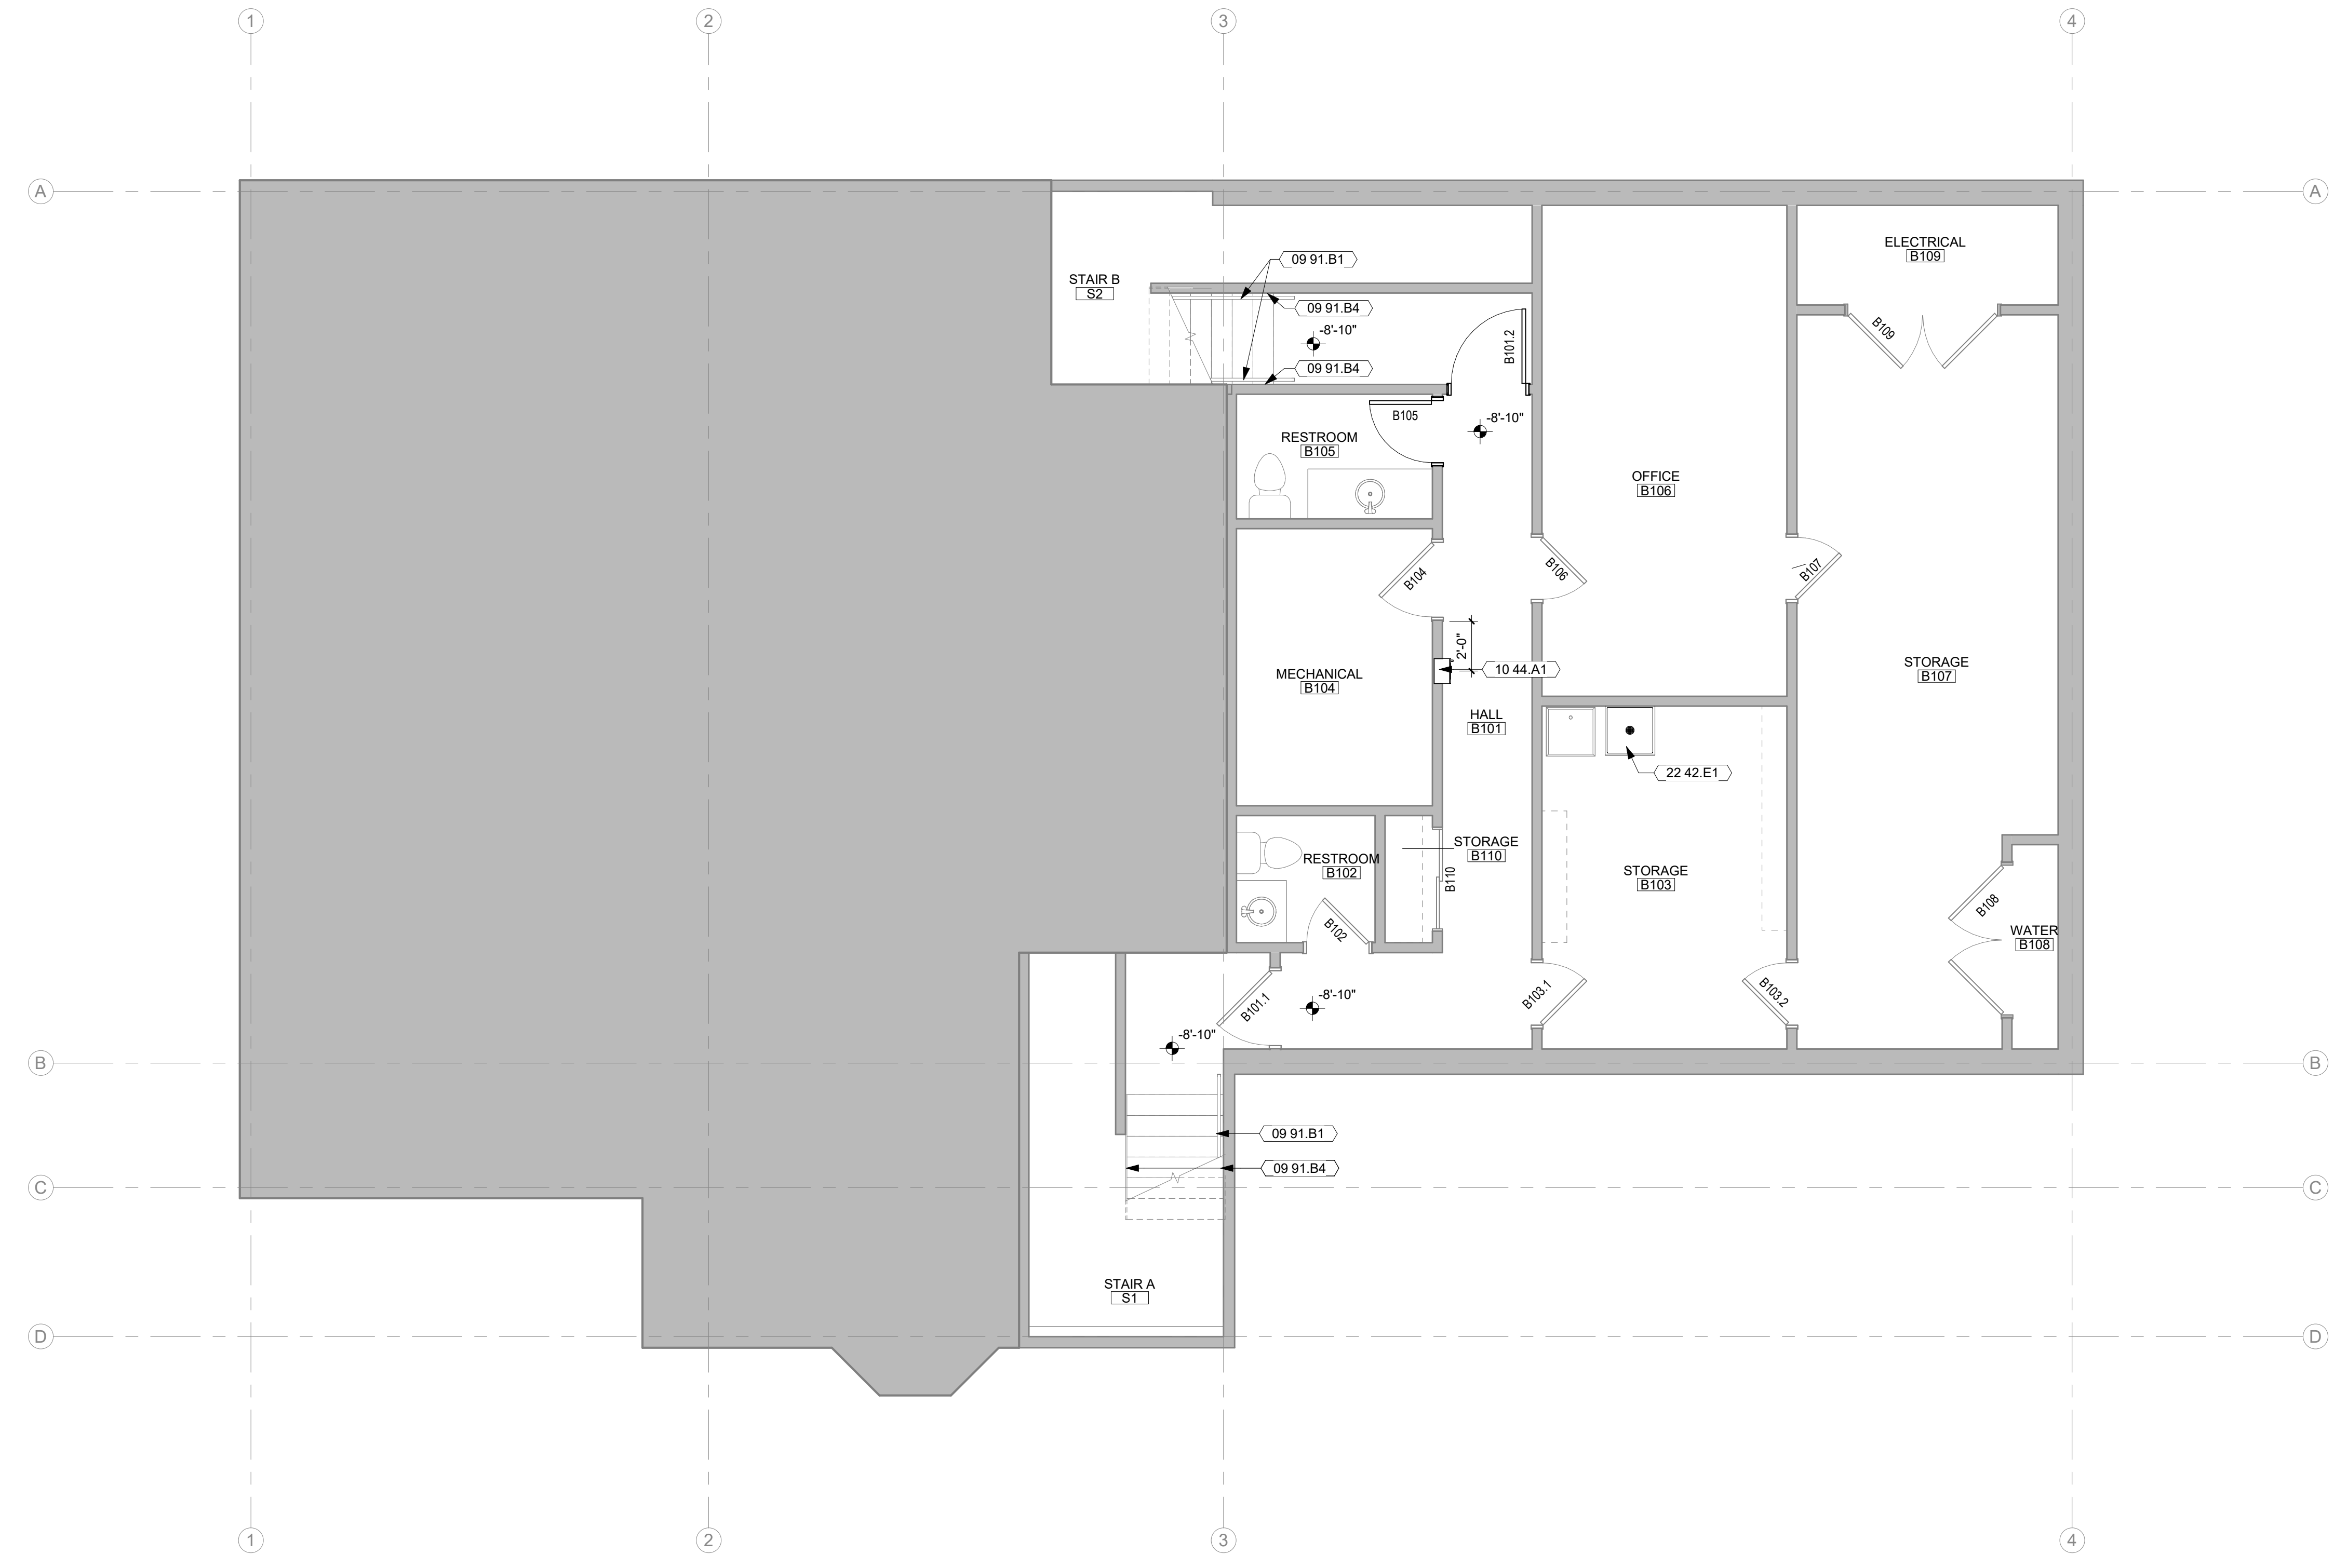 1
2
3
4
A
A
ELECTRICAL
B109
09 91.B1
STAIR B
S2
09 91.B4
-8'-10"
B109
B101.2
09 91.B4
B105
-8'-10"
RESTROOM
B105
OFFICE
B106
B104
B106
B107
2'-0"
10 44.A1
STORAGE
B107
MECHANICAL
B104
HALL
B101
22 42.E1
STORAGE
B110
RESTROOM
B102
B110
STORAGE
B103
B108
B102
WATER
B108
B101.1
-8'-10"
B103.1
B103.2
-8'-10"
B
B
09 91.B1
09 91.B4
C
C
STAIR A
S1
D
D
1
2
3
4